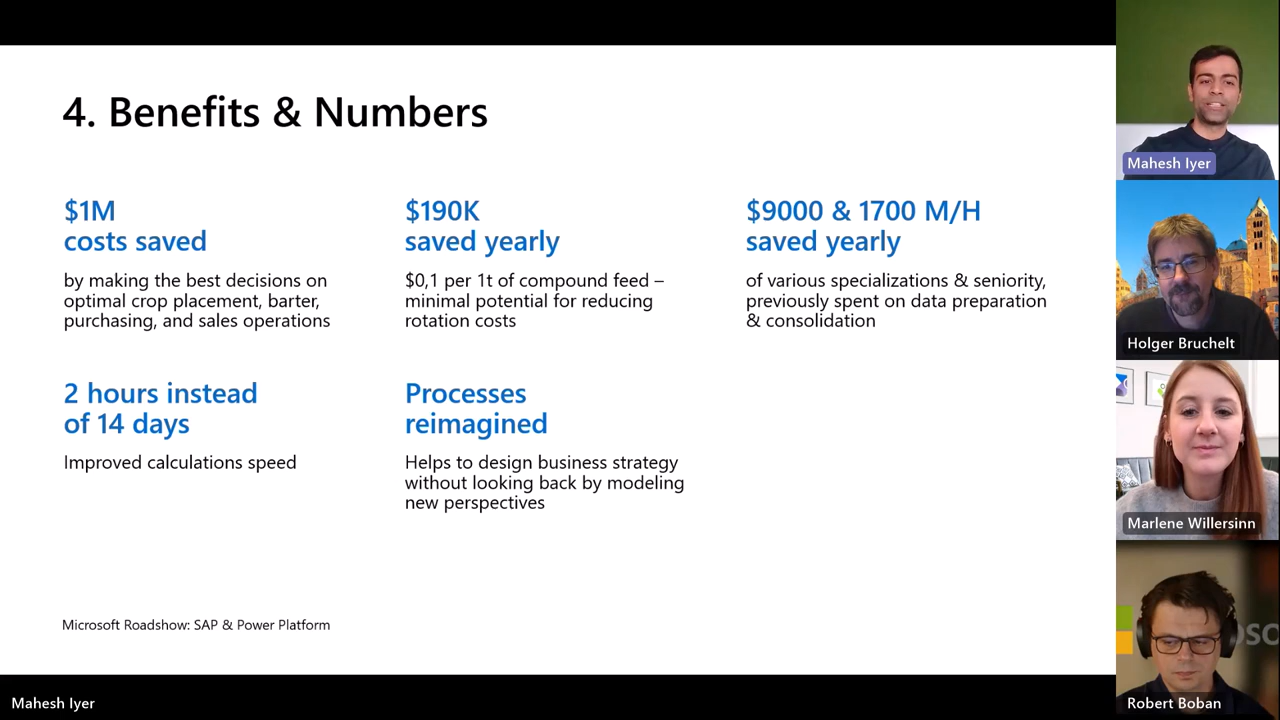 4. Benefits & Numbers
$1M
costs saved
by making the best decisions on
optimal crop placement, barter,
purchasing, and sales operations
$190K
saved yearly
$0,1 per 1t of compound feed –
minimal potential for reducing
rotation costs
$9000 & 1700 M/H
saved yearly
of various specializations & seniority,
previously spent on data preparation
& consolidation
2 hours instead
of 14 days
Improved calculations speed
Processes
reimagined
Helps to design business strategy
without looking back by modeling
new perspectives
Microsoft Roadshow: SAP & Power Platform
Mahesh Iyer
Mahesh Iyer
Holger Bruchelt
Marlene Willersinn
Robert Boban